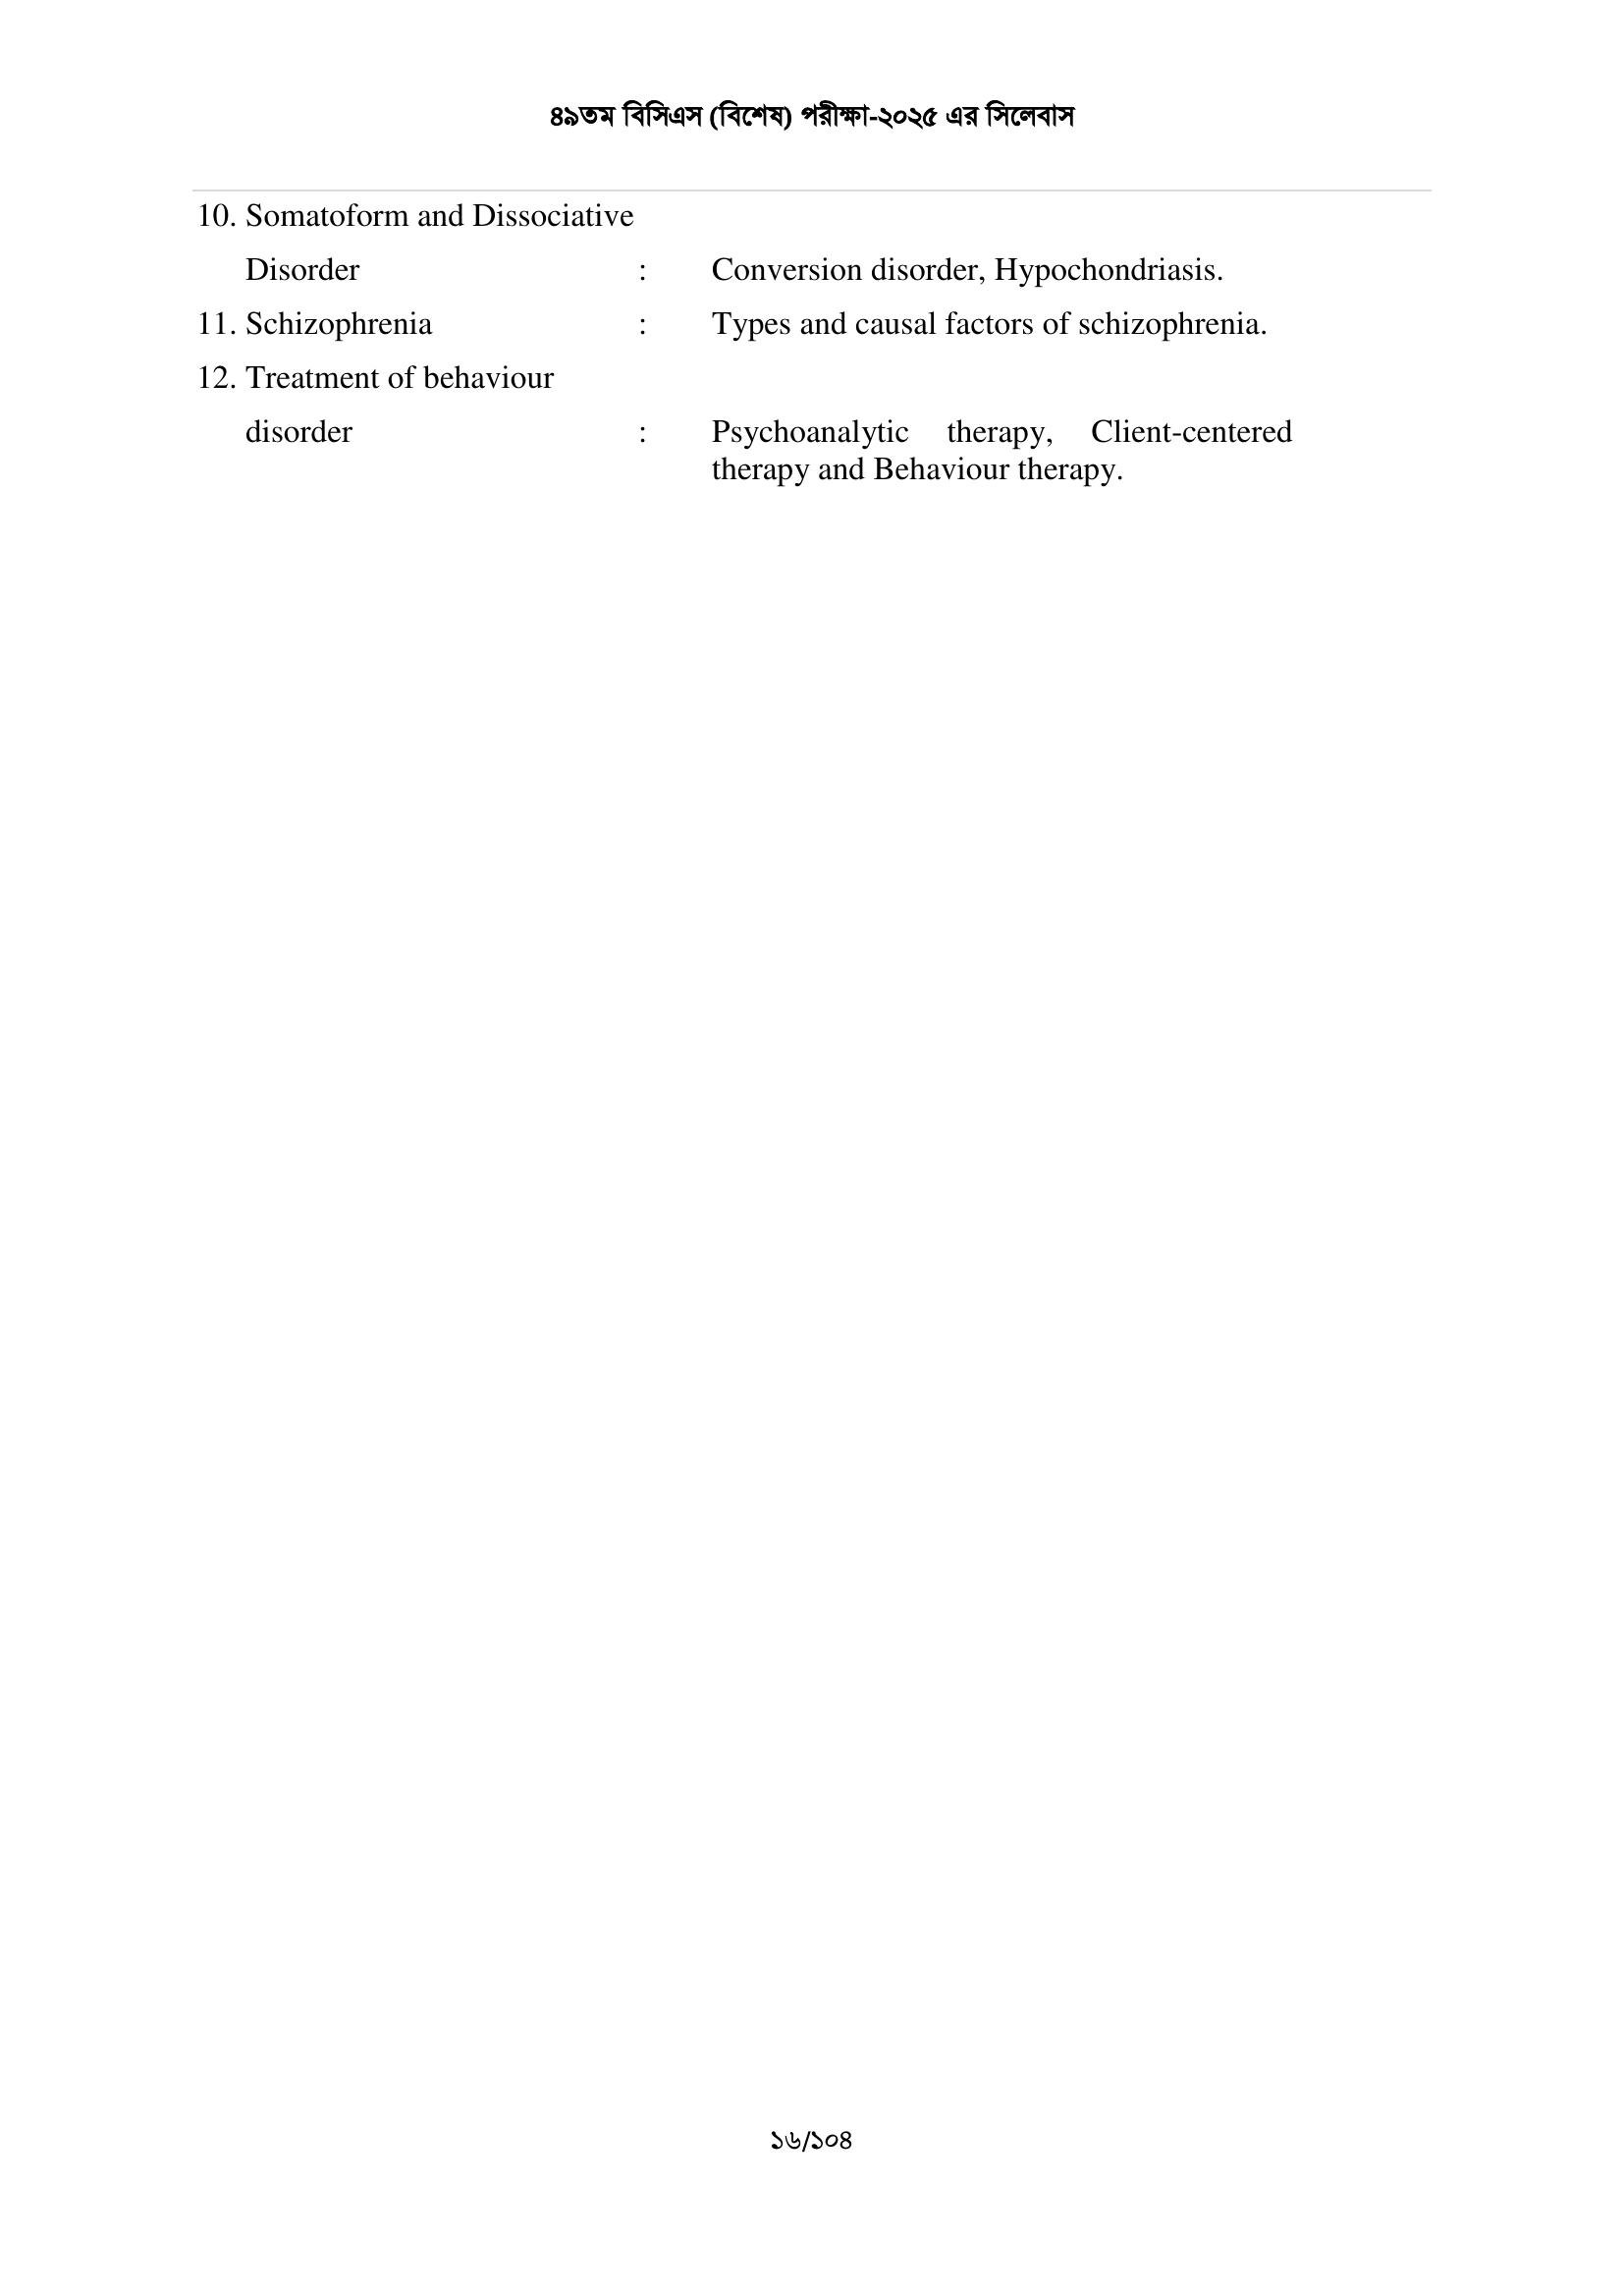 ৪৯তম বিসিএস (বিশেষ) পরীক্ষা-২০২৫ এর সিলেবাস
10. Somatoform and Dissociative
Disorder : Conversion disorder, Hypochondriasis.
11. Schizophrenia : Types and causal factors of schizophrenia.
12. Treatment of behaviour
disorder : Psychoanalytic therapy, Client-centered
therapy and Behaviour therapy.
১৬/১০৪